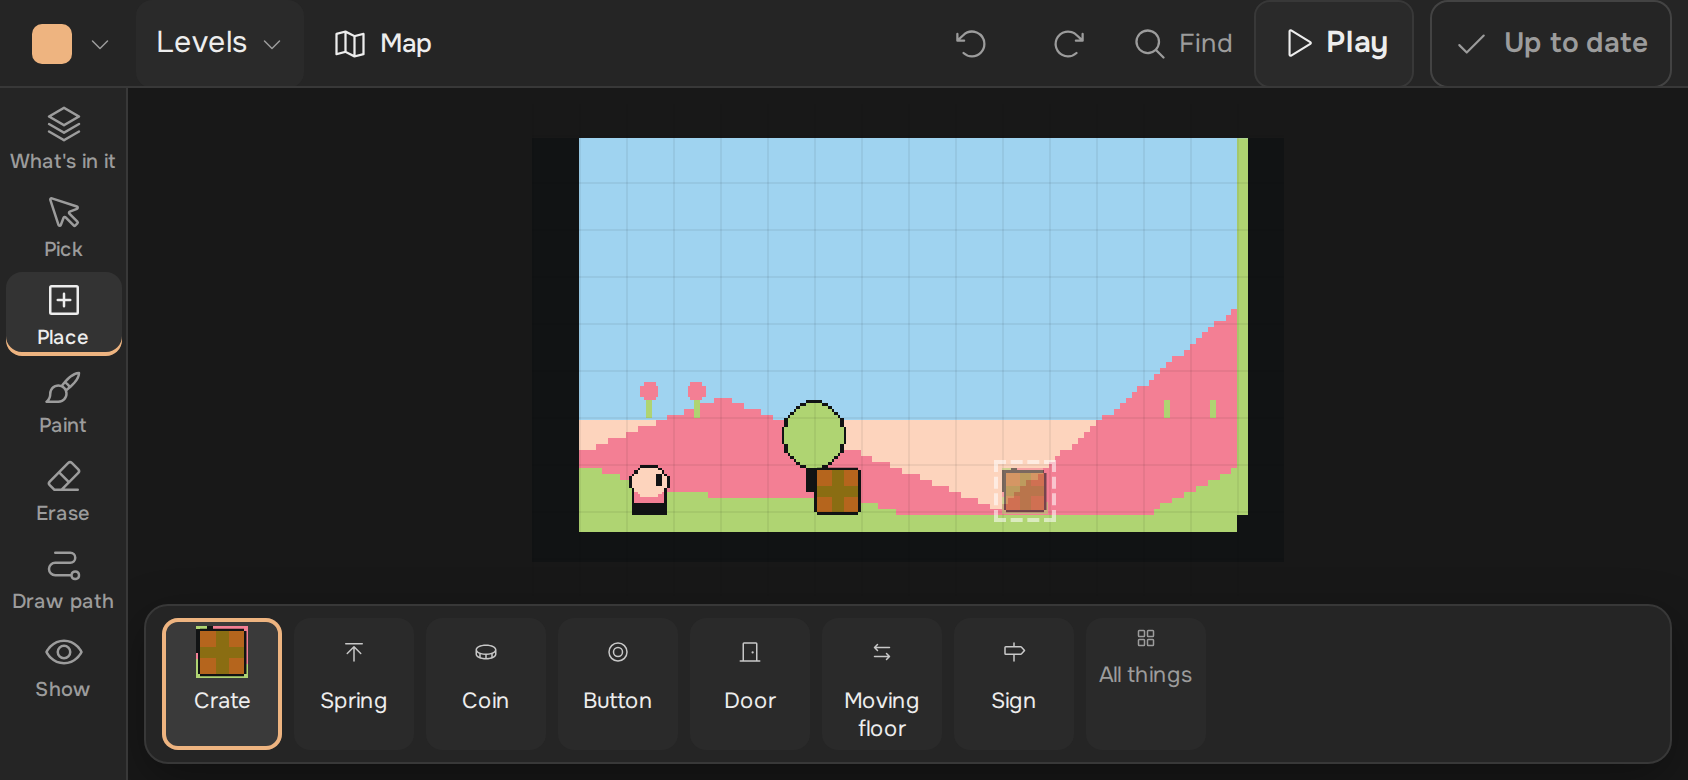 Levels
Map
Find
Play
Up to date
What's in it
Pick
Place
Paint
Erase
Draw path
Show
Crate
Spring
Coin
Button
Door
Moving
floor
Sign
All things